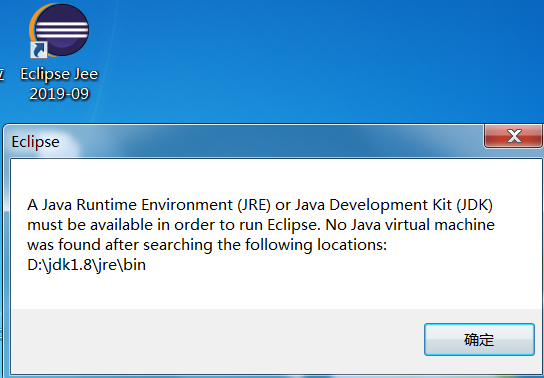 Eclipse Jee
2019-09
Eclipse
A Java Runtime Environment (JRE) or Java Development Kit (JDK)
must be available in order to run Eclipse. No Java virtual machine
was found after searching the following locations:
D:\jdk1.8\jre\bin
确定